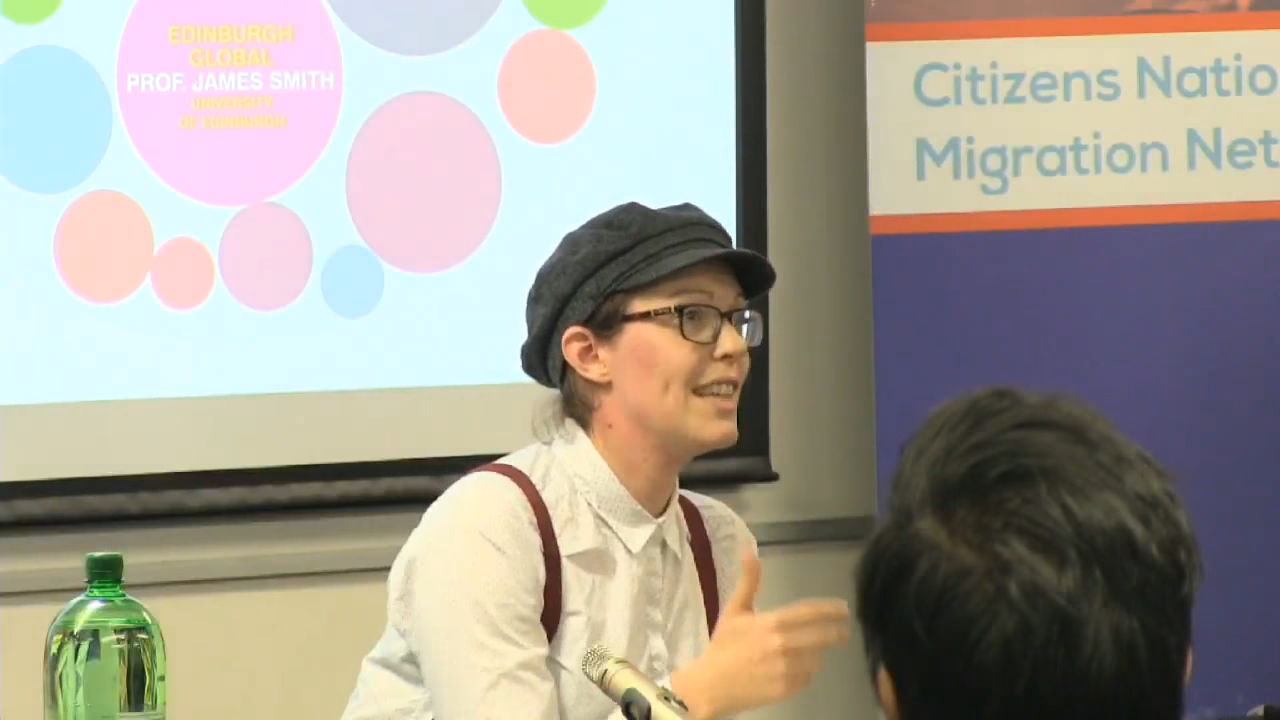 EDINBURGH
GLOBAL
PROF. JAMES SMITH
UNIVERSITY
OF EDINBURGH
Citizens Natio
Migration Net